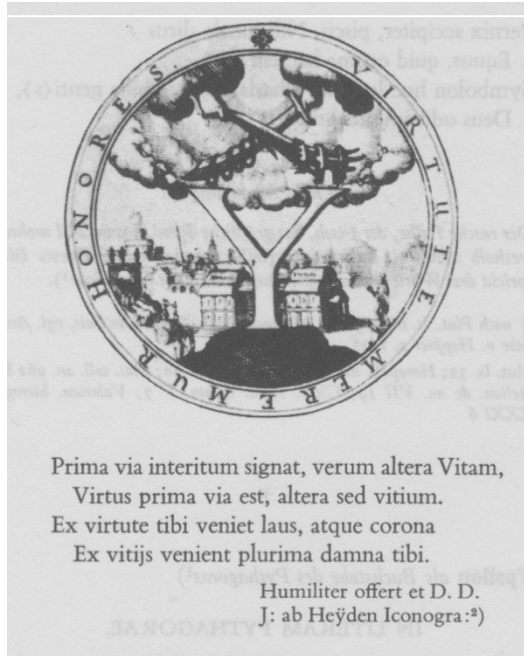 VIRTUTE MEREMUR HONORES
Prima via interitum signat, verum altera Vitam,
Virtus prima via est, altera sed vitium.
Ex virtute tibi veniet laus, atque corona
Ex vitijs venient plurima damna tibi.
Humiliter offert et D. D.
J: ab Heÿden Iconogra:²)